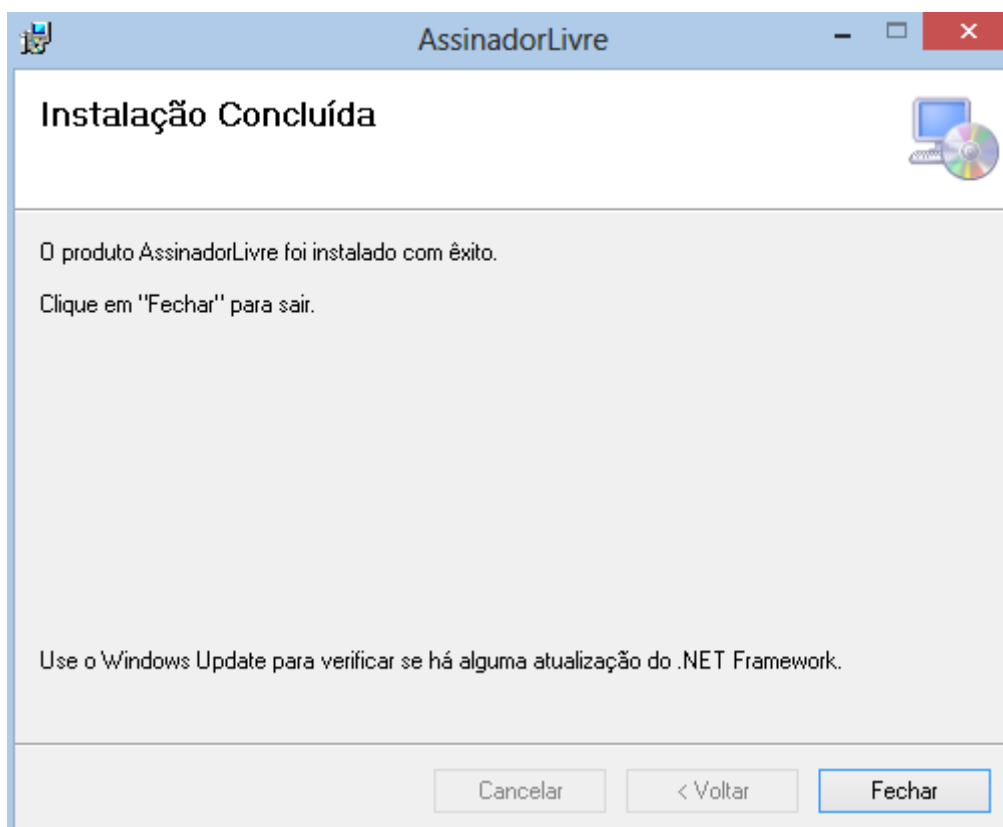 AssinadorLivre
Instalação Concluída
O produto AssinadorLivre foi instalado com êxito.
Clique em "Fechar" para sair.
Use o Windows Update para verificar se há alguma atualização do .NET Framework.
Cancelar
< Voltar
Fechar